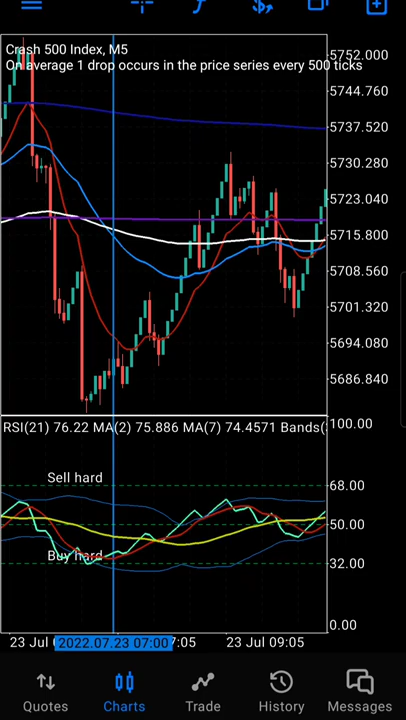 Crash 500 Index, M5
On average 1 drop occurs in the price series every 500 ticks
5752.000
5744.760
5737.520
5730.280
5723.040
5715.800
5708.560
5701.320
5694.080
5686.840
RSI(21) 76.22 MA(2) 75.886 MA(7) 74.4571 Bands(
100.00
Sell hard
68.00
50.00
Buy hard
32.00
0.00
23 Jul 2022.07.23 07:00 7:05 23 Jul 09:05
Quotes Charts Trade History Messages